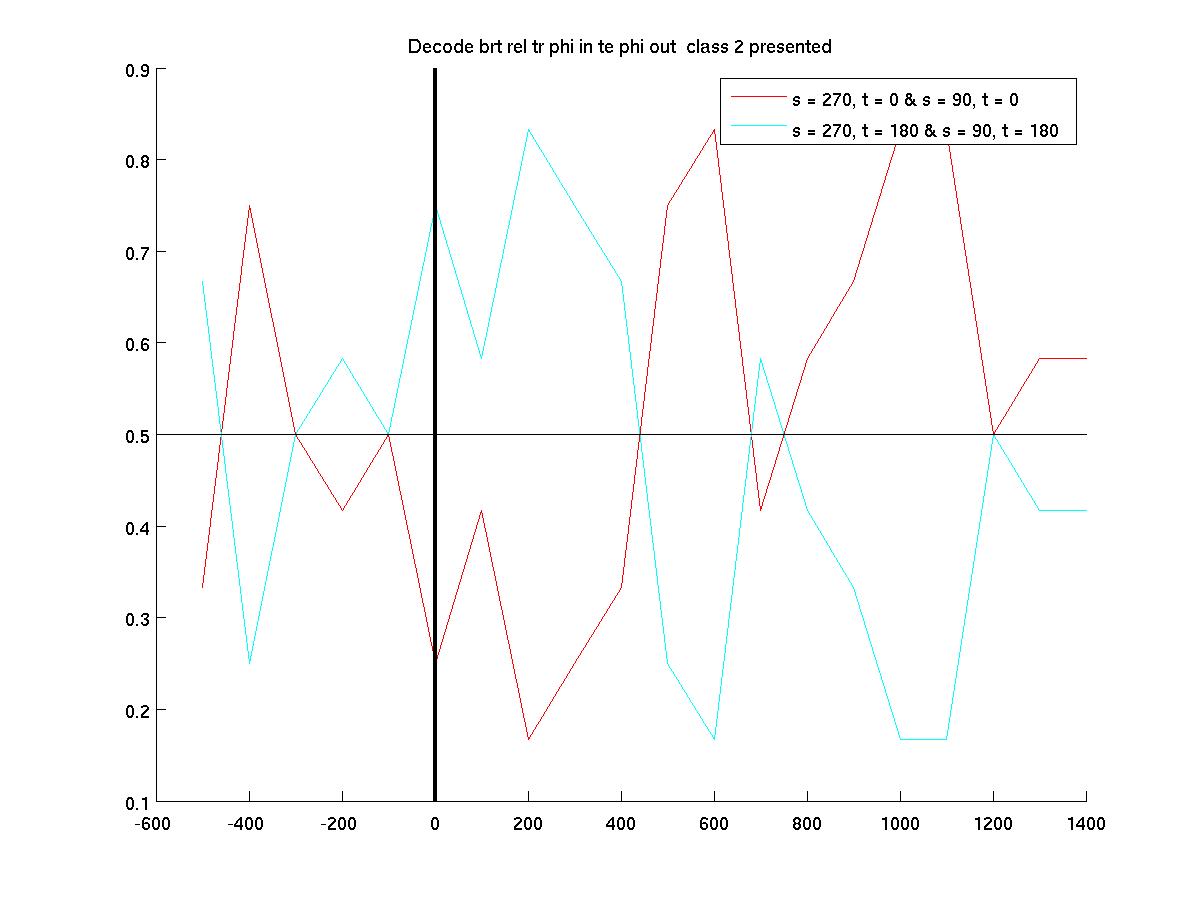 Decode brt rel tr phi in te phi out  class 2 presented
s = 270, t = 0 & s = 90, t = 0
s = 270, t = 180 & s = 90, t = 180
0.9
0.8
0.7
0.6
0.5
0.4
0.3
0.2
0.1
-600 -400 -200 0 200 400 600 800 1000 1200 1400